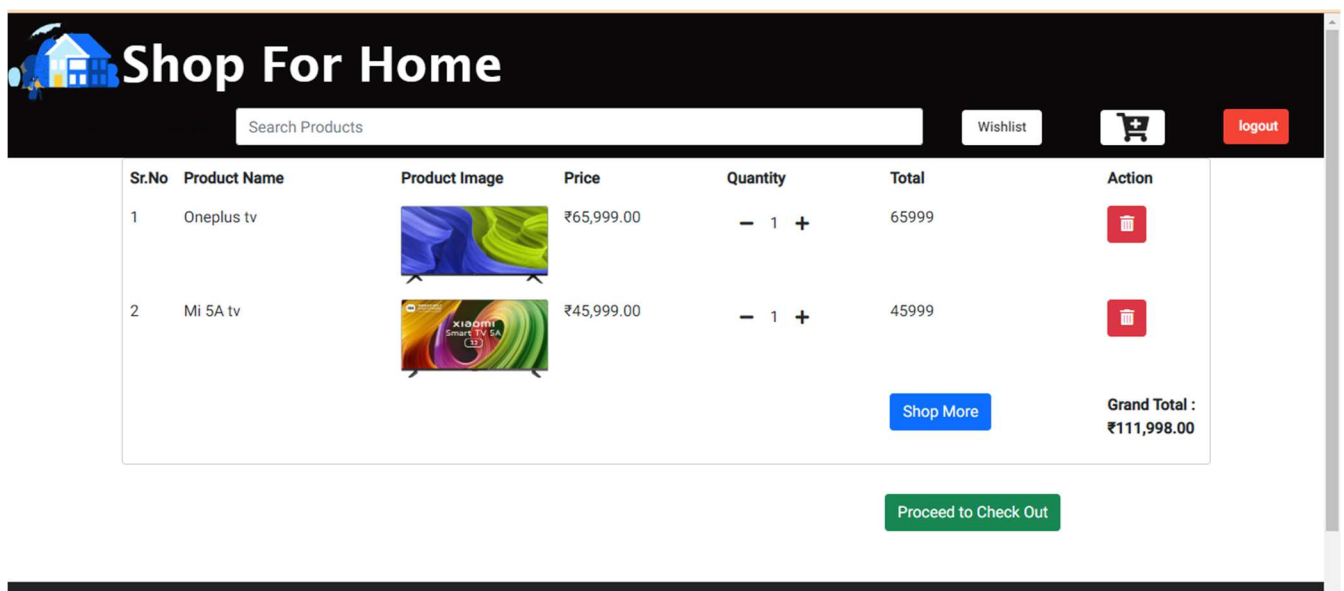 Shop For Home
Search Products
Wishlist
logout
Sr.No Product Name Product Image Price Quantity Total Action
1 Oneplus tv ₹65,999.00 1 65999
2 Mi 5A tv ₹45,999.00 1 45999
xiaomi
Smart TV 5A
32
Shop More
Grand Total :
₹111,998.00
Proceed to Check Out